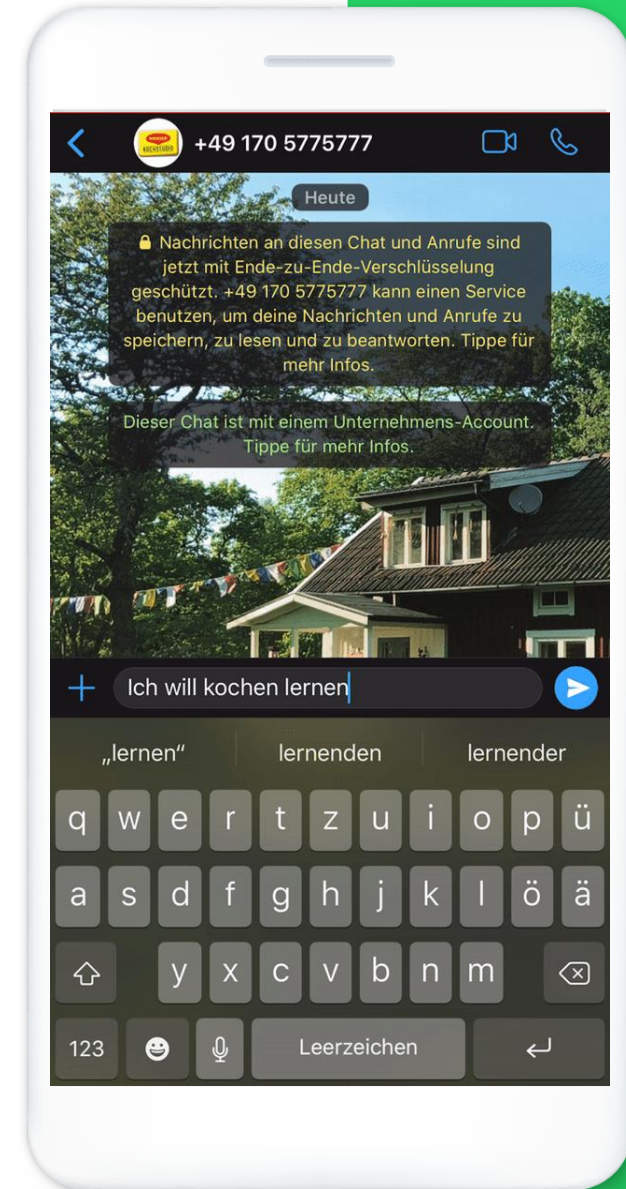 +49 170 5775777
Heute
Nachrichten an diesen Chat und Anrufe sind
jetzt mit Ende-zu-Ende-Verschlüsselung
geschützt. +49 170 5775777 kann einen Service
benutzen, um deine Nachrichten und Anrufe zu
speichern, zu lesen und zu beantworten. Tippe für
mehr Infos.
Dieser Chat ist mit einem Unternehmens-Account.
Tippe für mehr Infos.
Ich will kochen lernen
„lernen“ lernenden lernender
q w e r t z u i o p ü
a s d f g h j k l ö ä
y x c v b n m
123 Leerzeichen